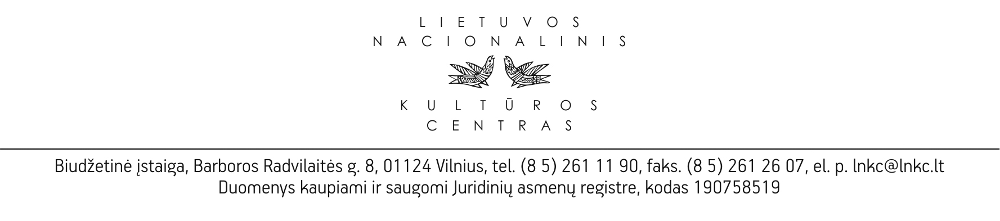 LIETUVOS
NACIONALINIS
KULTŪROS
CENTRAS
Biudžetinė įstaiga, Barboros Radvilaitės g. 8, 01124 Vilnius, tel. (8 5) 261 11 90, faks. (8 5) 261 26 07, el. p. lnkc@lnkc.lt
Duomenys kaupiami ir saugomi Juridinių asmenų registre, kodas 190758519